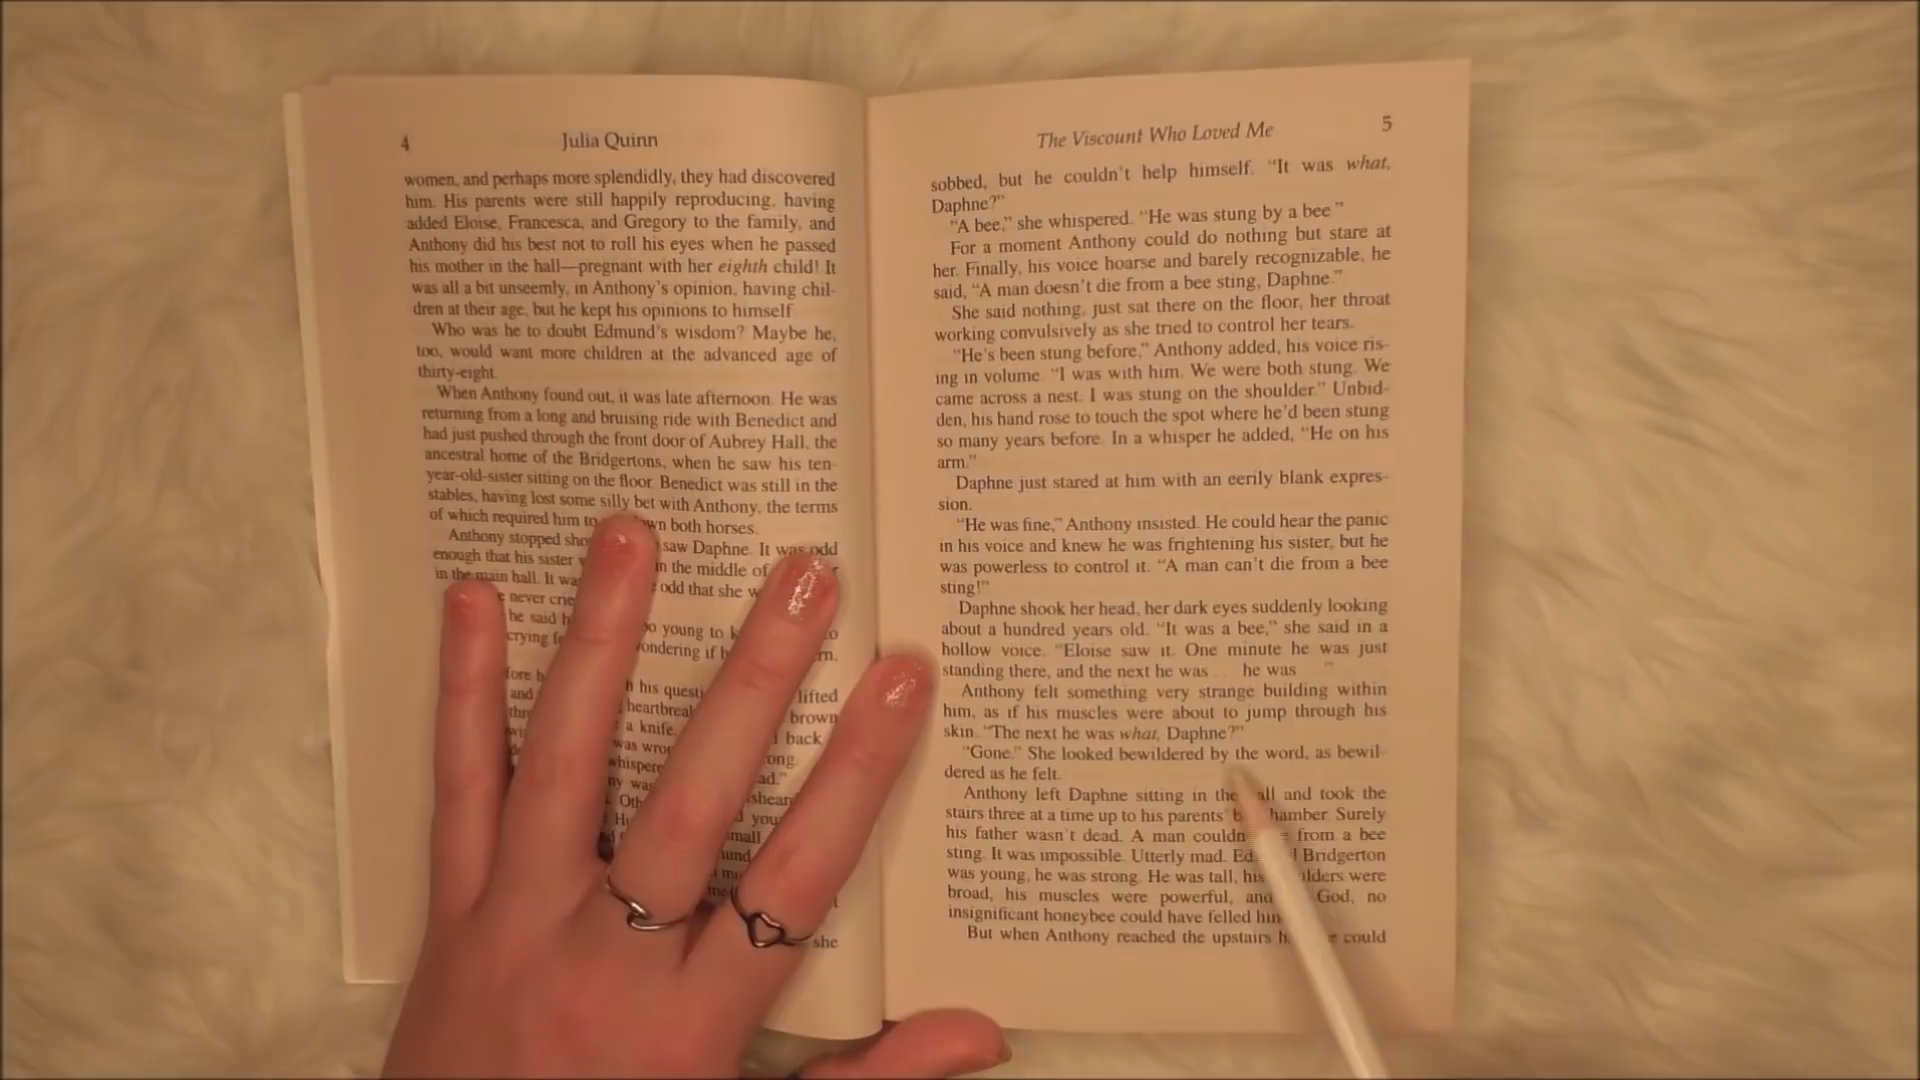 4
Julia Quinn
women, and perhaps more splendidly, they had discovered
him. His parents were still happily reproducing, having
added Eloise, Francesca, and Gregory to the family, and
Anthony did his best not to roll his eyes when he passed
his mother in the hall—pregnant with her eighth child! It
was all a bit unseemly, in Anthony's opinion, having chil-
dren at their age, but he kept his opinions to himself
Who was he to doubt Edmund's wisdom? Maybe he,
too, would want more children at the advanced age of
thirty-eight.
When Anthony found out, it was late afternoon. He was
returning from a long and bruising ride with Benedict and
had just pushed through the front door of Aubrey Hall, the
ancestral home of the Bridgertons, when he saw his ten-
year-old-sister sitting on the floor. Benedict was still in the
stables, having lost some silly bet with Anthony, the terms
of which required him to both horses.
Anthony stopped saw Daphne. It was odd
enough that his sister in the middle of
in the main hall. It was odd that she
never
he said young to
crying wondering if
his lifted
and brown
a knife. back
was
ad."
you
she
5
The Viscount Who Loved Me
sobbed, but he couldn't help himself. "It was what,
Daphne?"
"A bee," she whispered. "He was stung by a bee"
For a moment Anthony could do nothing but stare at
her. Finally, his voice hoarse and barely recognizable, he
said, "A man doesn't die from a bee sting, Daphne."
She said nothing, just sat there on the floor, her throat
working convulsively as she tried to control her tears.
"He's been stung before," Anthony added, his voice ris-
ing in volume. "I was with him. We were both stung. We
came across a nest. I was stung on the shoulder." Unbid-
den, his hand rose to touch the spot where he'd been stung
so many years before. In a whisper he added, "He on his
arm."
Daphne just stared at him with an eerily blank expres-
sion.
"He was fine," Anthony insisted. He could hear the panic
in his voice and knew he was frightening his sister, but he
was powerless to control it. "A man can't die from a bee
sting!"
Daphne shook her head, her dark eyes suddenly looking
about a hundred years old. "It was a bee," she said in a
hollow voice. "Eloise saw it. One minute he was just
standing there, and the next he was he was "
Anthony felt something very strange building within
him, as if his muscles were about to jump through his
skin. "The next he was what, Daphne?"
"Gone." She looked bewildered by the word, as bewil-
dered as he felt.
Anthony left Daphne sitting in the and took the
stairs three at a time up to his parents' Surely
his father wasn't dead. A man from a bee
sting. It was impossible. Utterly mad. Bridgerton
was young, he was strong. He was tall, were
broad, his muscles were powerful, God, no
insignificant honeybee could have felled
But when Anthony reached the upstairs could